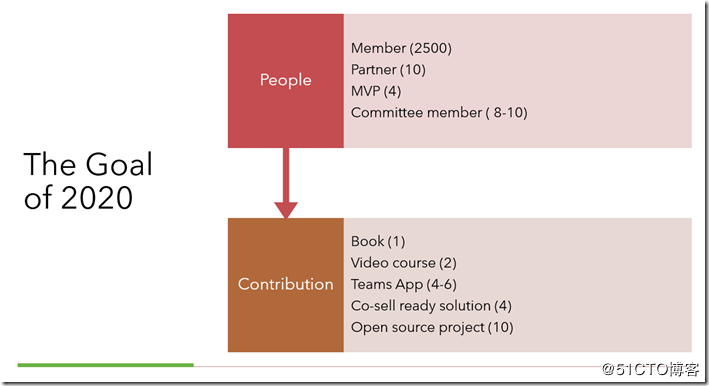 The Goal
of 2020
People
Member (2500)
Partner (10)
MVP (4)
Committee member ( 8-10)
Contribution
Book (1)
Video course (2)
Teams App (4-6)
Co-sell ready solution (4)
Open source project (10)
@51CTO博客